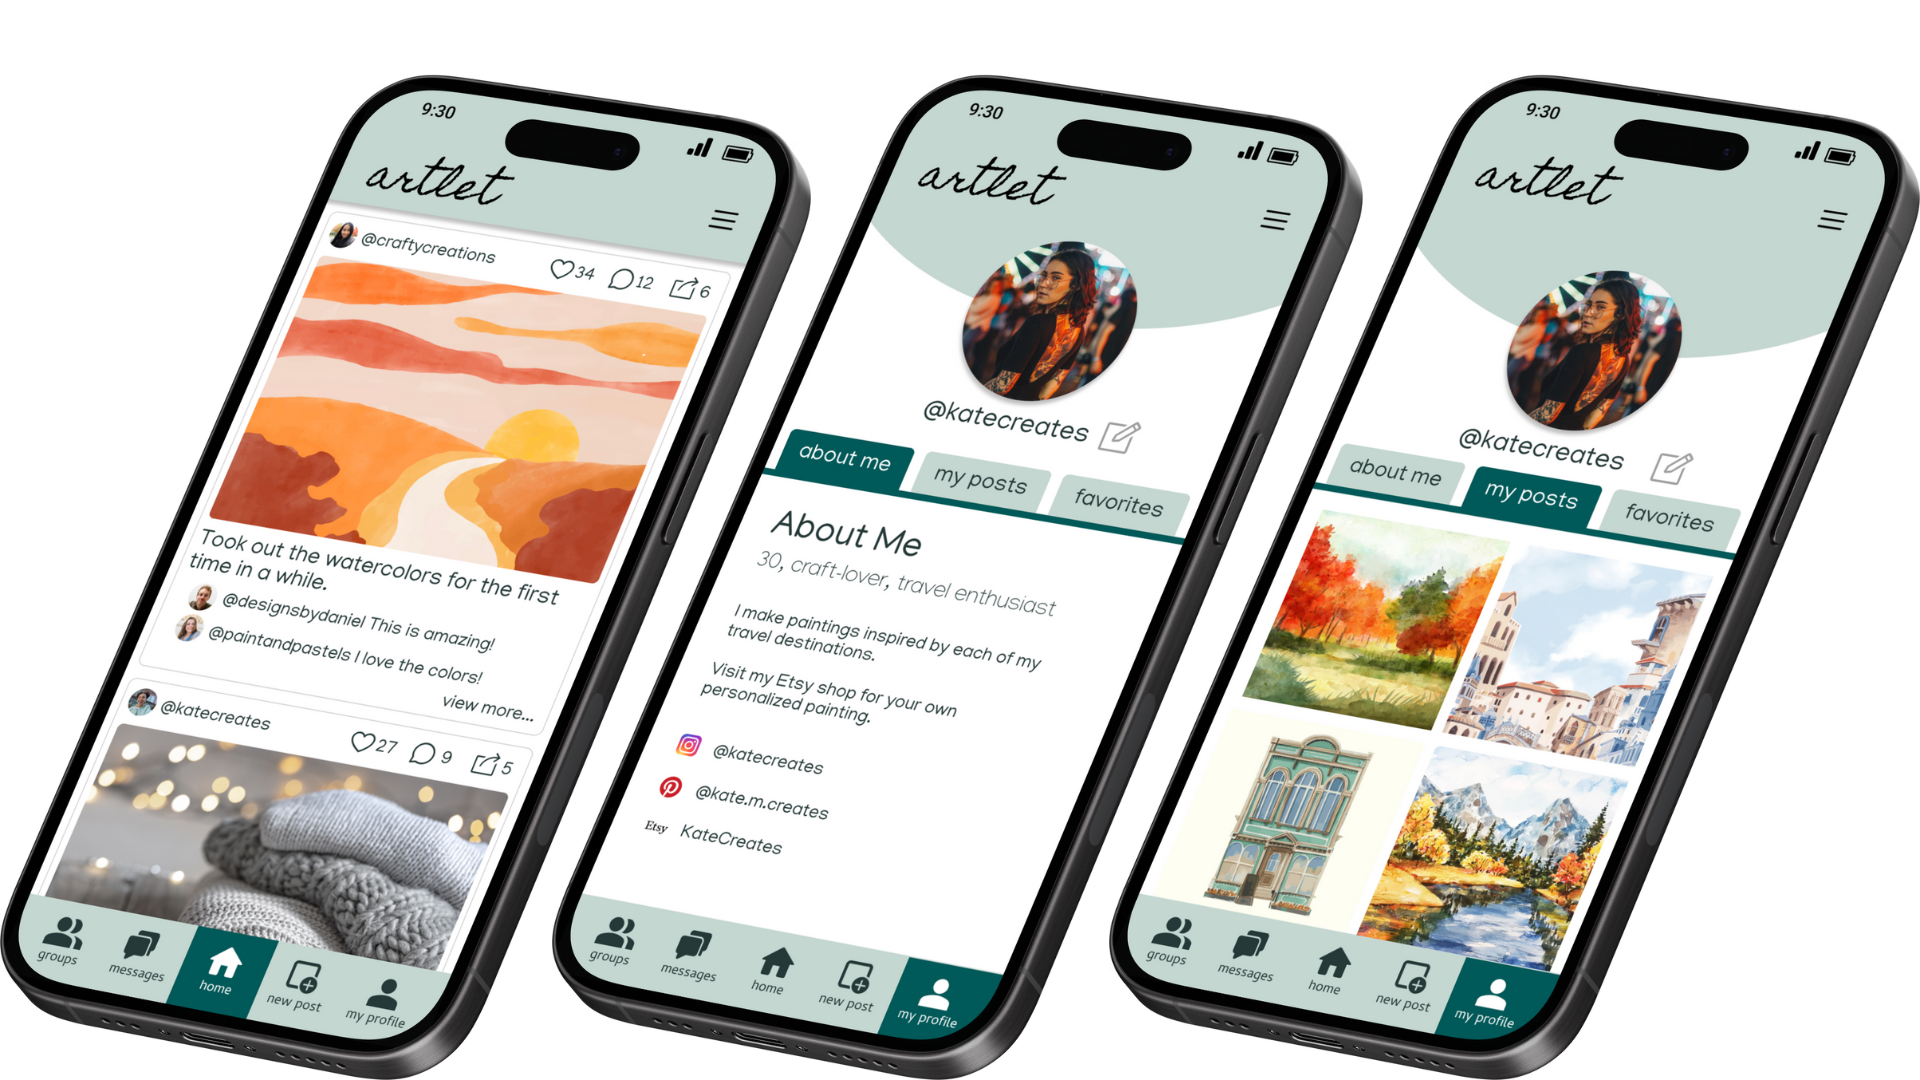 9:30
artlet
@craftycreations
34
12
6
Took out the watercolors for the first
time in a while.
@designsbydaniel This is amazing!
@paintandpastels I love the colors!
view more...
@katecreates
27
9
5
groups
messages
home
new post
my profile
9:30
artlet
@katecreates
about me
my posts
favorites
About Me
30, craft-lover, travel enthusiast
I make paintings inspired by each of my
travel destinations.
Visit my Etsy shop for your own
personalized painting.
@katecreates
@kate.m.creates
Etsy KateCreates
groups
messages
home
new post
my profile
9:30
artlet
@katecreates
about me
my posts
favorites
groups
messages
home
new post
my profile